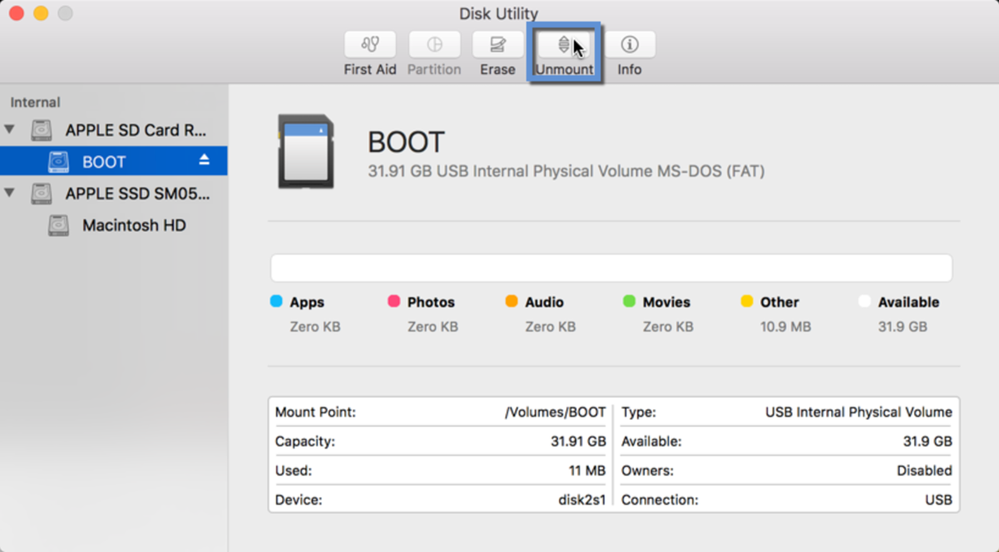 Disk Utility
First Aid Partition Erase Unmount Info
Internal
APPLE SD Card R...
BOOT
APPLE SSD SM05...
Macintosh HD
BOOT
31.91 GB USB Internal Physical Volume MS-DOS (FAT)
Apps Photos Audio Movies Other Available
Zero KB Zero KB Zero KB Zero KB 10.9 MB 31.9 GB
Mount Point: /Volumes/BOOT Type: USB Internal Physical Volume
Capacity: 31.91 GB Available: 31.9 GB
Used: 11 MB Owners: Disabled
Device: disk2s1 Connection: USB